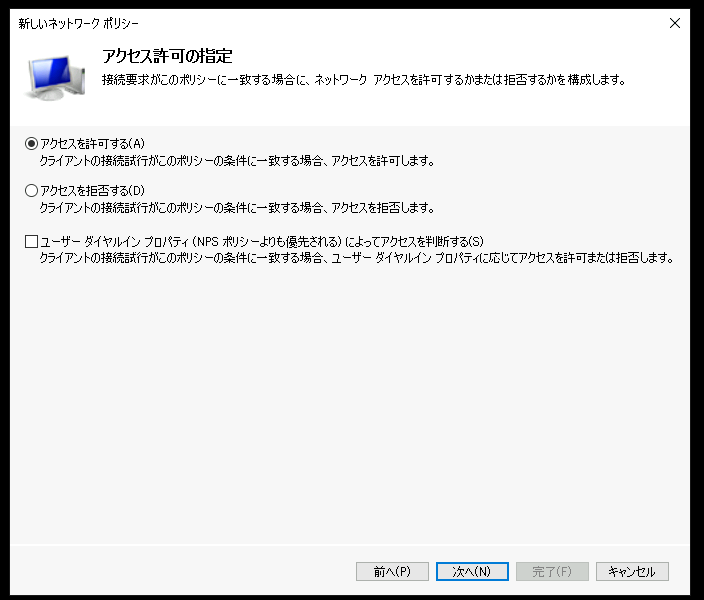 新しいネットワーク ポリシー
アクセス許可の指定
接続要求がこのポリシーに一致する場合に、ネットワーク アクセスを許可するかまたは拒否するかを構成します。
アクセスを許可する(A)
クライアントの接続試行がこのポリシーの条件に一致する場合、アクセスを許可します。
アクセスを拒否する(D)
クライアントの接続試行がこのポリシーの条件に一致する場合、アクセスを拒否します。
ユーザー ダイヤルイン プロパティ (NPS ポリシーよりも優先される) によってアクセスを判断する(S)
クライアントの接続試行がこのポリシーの条件に一致する場合、ユーザー ダイヤルイン プロパティに応じてアクセスを許可または拒否します。
前へ(P) 次へ(N) 完了(F) キャンセル